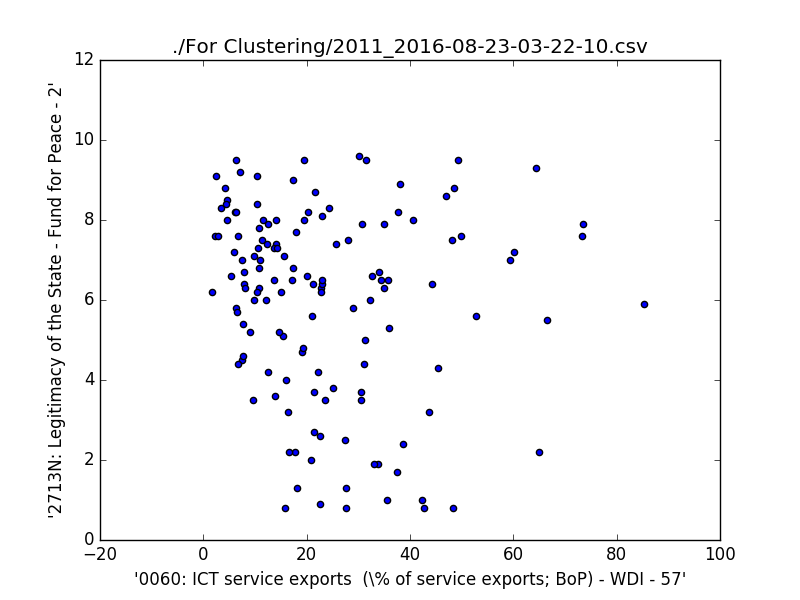 ./For Clustering/2011_2016-08-23-03-22-10.csv
12
10
8
6
4
2
0
'2713N: Legitimacy of the State - Fund for Peace - 2'
−20 0 20 40 60 80 100
'0060: ICT service exports  (\% of service exports; BoP) - WDI - 57'